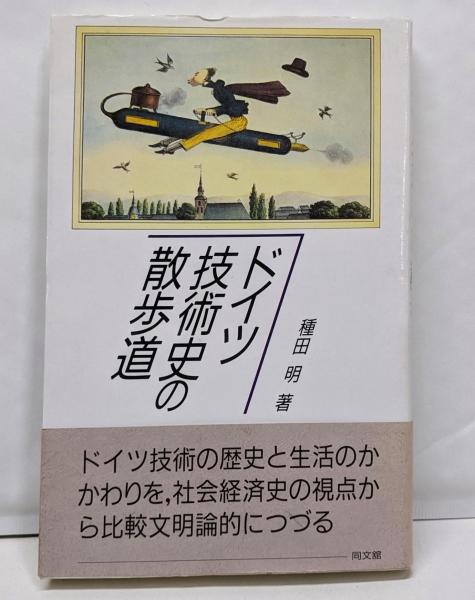 ドイツ
技術史の
散歩道
種田 明 著
ドイツ技術の歴史と生活のか
かわりを,社会経済史の視点か
ら比較文明論的につづる
同文舘